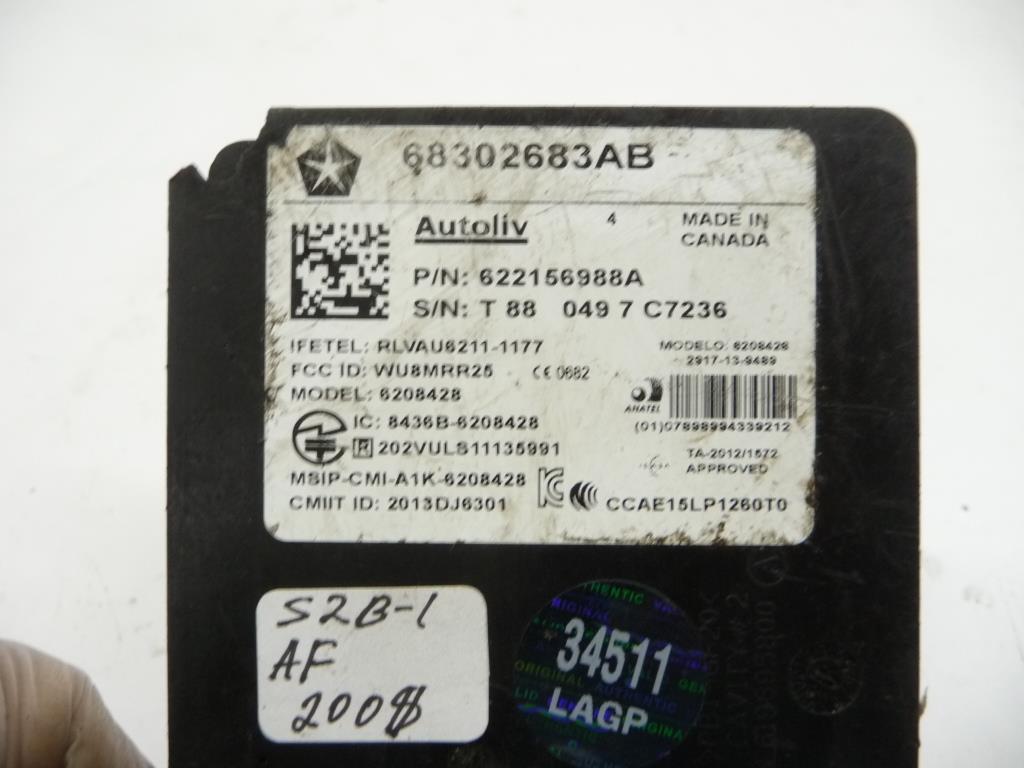 68302683AB
Autoliv 4 MADE IN CANADA
P/N: 622156988A
S/N: T 88 049 7 C7236
IFETEL: RLVAU6211-1177
MODELO: 6208428
2917-13-9489
FCC ID: WU8MRR25 CE 0682
MODEL: 6208428
ANATEL
IC: 8436B-6208428
(01)07898994339212
R 202VULS11135991
TA-2012/1572
APPROVED
MSIP-CMI-A1K-6208428
CMIIT ID: 2013DJ6301
CCAE15LP1260T0
S2B-1
AF
2008
34511
LAGP
ORIGINAL AUTHENTIC